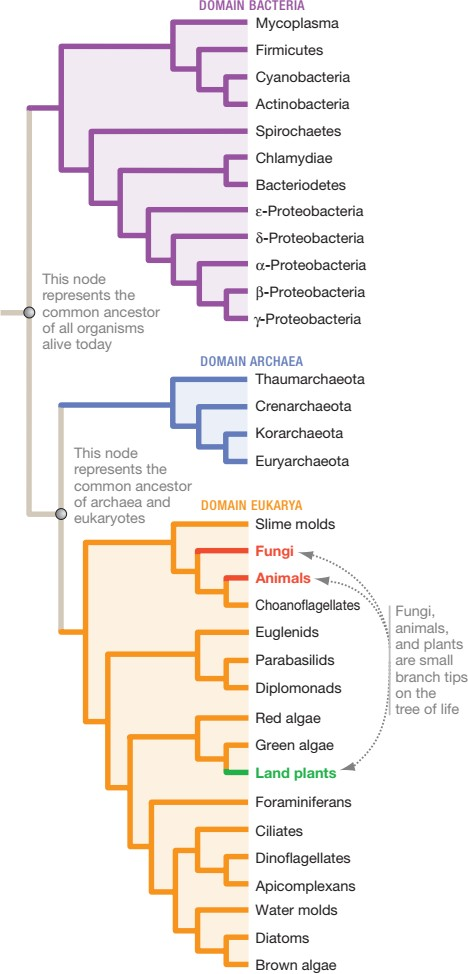 DOMAIN BACTERIA
Mycoplasma
Firmicutes
Cyanobacteria
Actinobacteria
Spirochaetes
Chlamydiae
Bacteriodetes
ε-Proteobacteria
δ-Proteobacteria
α-Proteobacteria
β-Proteobacteria
γ-Proteobacteria
This node
represents the
common ancestor
of all organisms
alive today
DOMAIN ARCHAEA
Thaumarchaeota
Crenarchaeota
Korarchaeota
Euryarchaeota
This node
represents the
common ancestor
of archaea and
eukaryotes
DOMAIN EUKARYA
Slime molds
Fungi
Animals
Choanoflagellates
Euglenids
Parabasilids
Diplomonads
Red algae
Green algae
Land plants
Foraminiferans
Ciliates
Dinoflagellates
Apicomplexans
Water molds
Diatoms
Brown algae
Fungi,
animals,
and plants
are small
branch tips
on the
tree of life